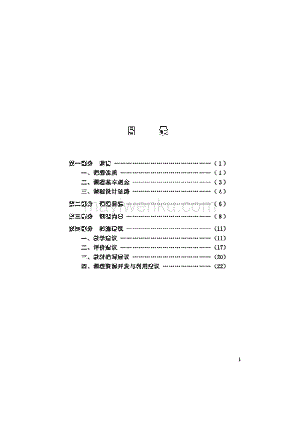 目 录
第一部分 前言 （1）
一、课程性质 （1）
二、课程基本理念 （3）
三、课程设计思路 （4）
第二部分 课程目标 （6）
第三部分 课程内容 （8）
第四部分 实施建议 （11）
一、教学建议 （11）
二、评价建议 （17）
三、教材编写建议 （20）
四、课程资源开发与利用建议 （22）
1